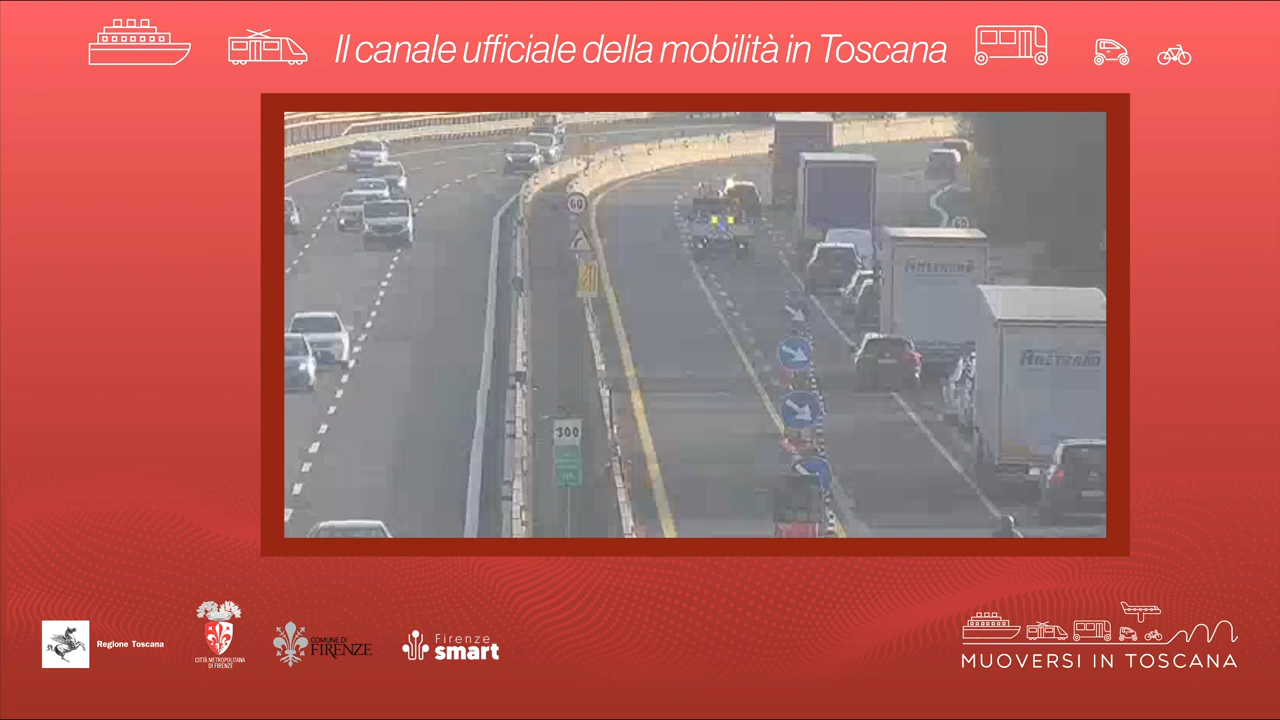 Il canale ufficiale della mobilità in Toscana
60
60
300
Regione Toscana
CITTÀ METROPOLITANA
DI FIRENZE
COMUNE DI
FIRENZE
Firenze
smart
MUOVERSI IN TOSCANA